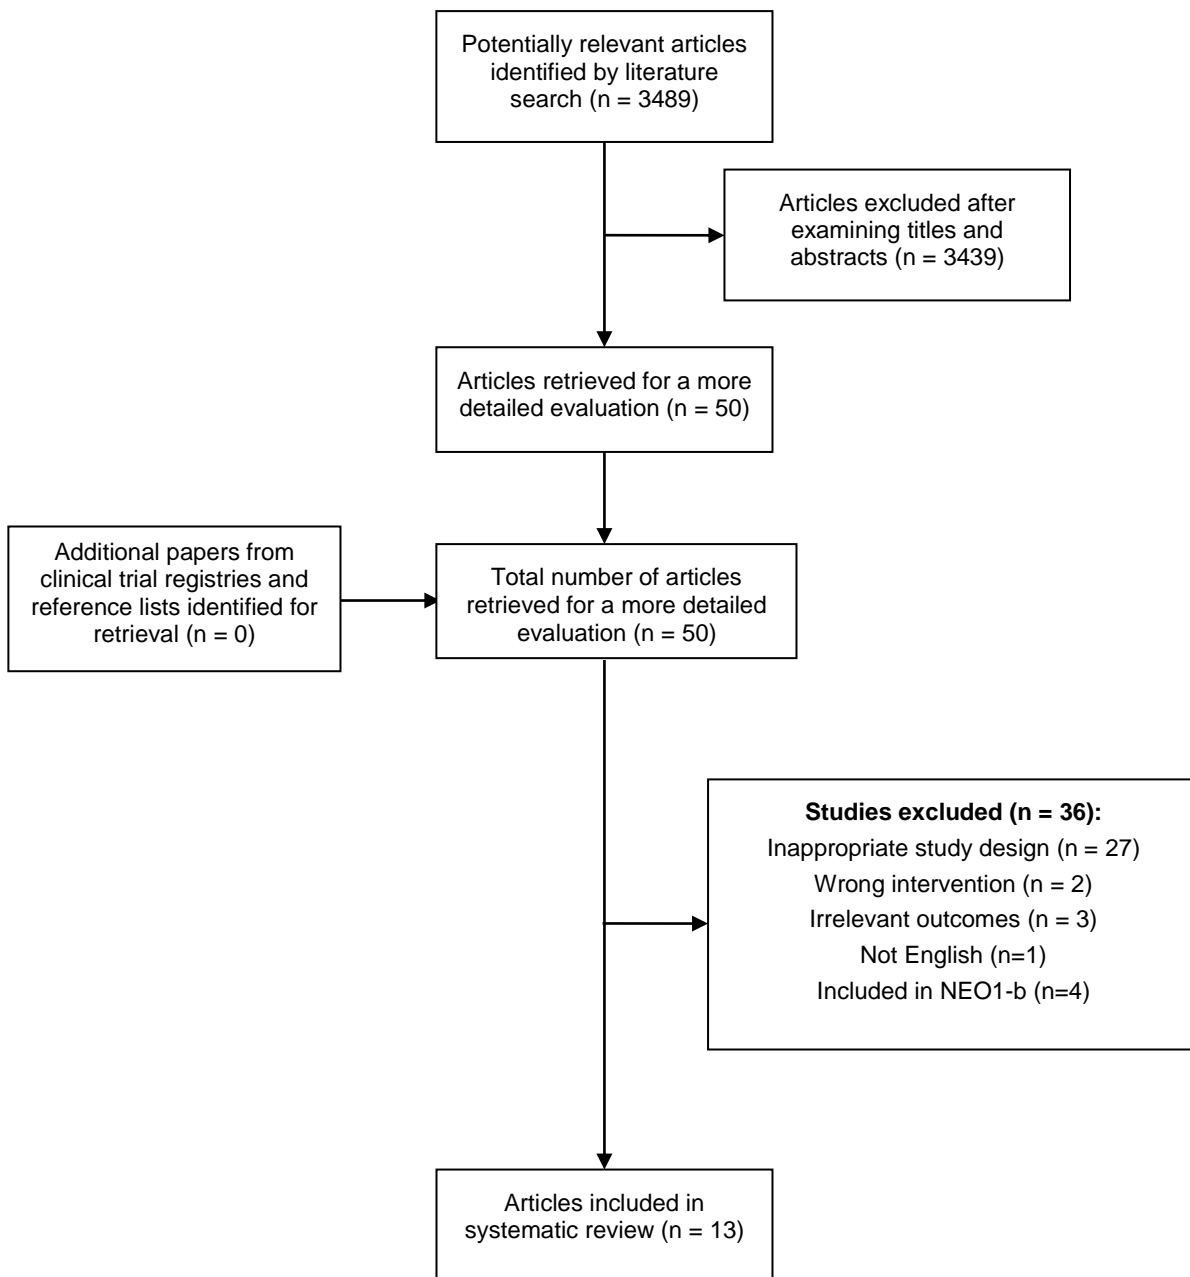 Potentially relevant articles
identified by literature
search (n = 3489)
Articles excluded after
examining titles and
abstracts (n = 3439)
Articles retrieved for a more
detailed evaluation (n = 50)
Additional papers from
clinical trial registries and
reference lists identified for
retrieval (n = 0)
Total number of articles
retrieved for a more detailed
evaluation (n = 50)
Studies excluded (n = 36):
Inappropriate study design (n = 27)
Wrong intervention (n = 2)
Irrelevant outcomes (n = 3)
Not English (n=1)
Included in NEO1-b (n=4)
Articles included in
systematic review (n = 13)